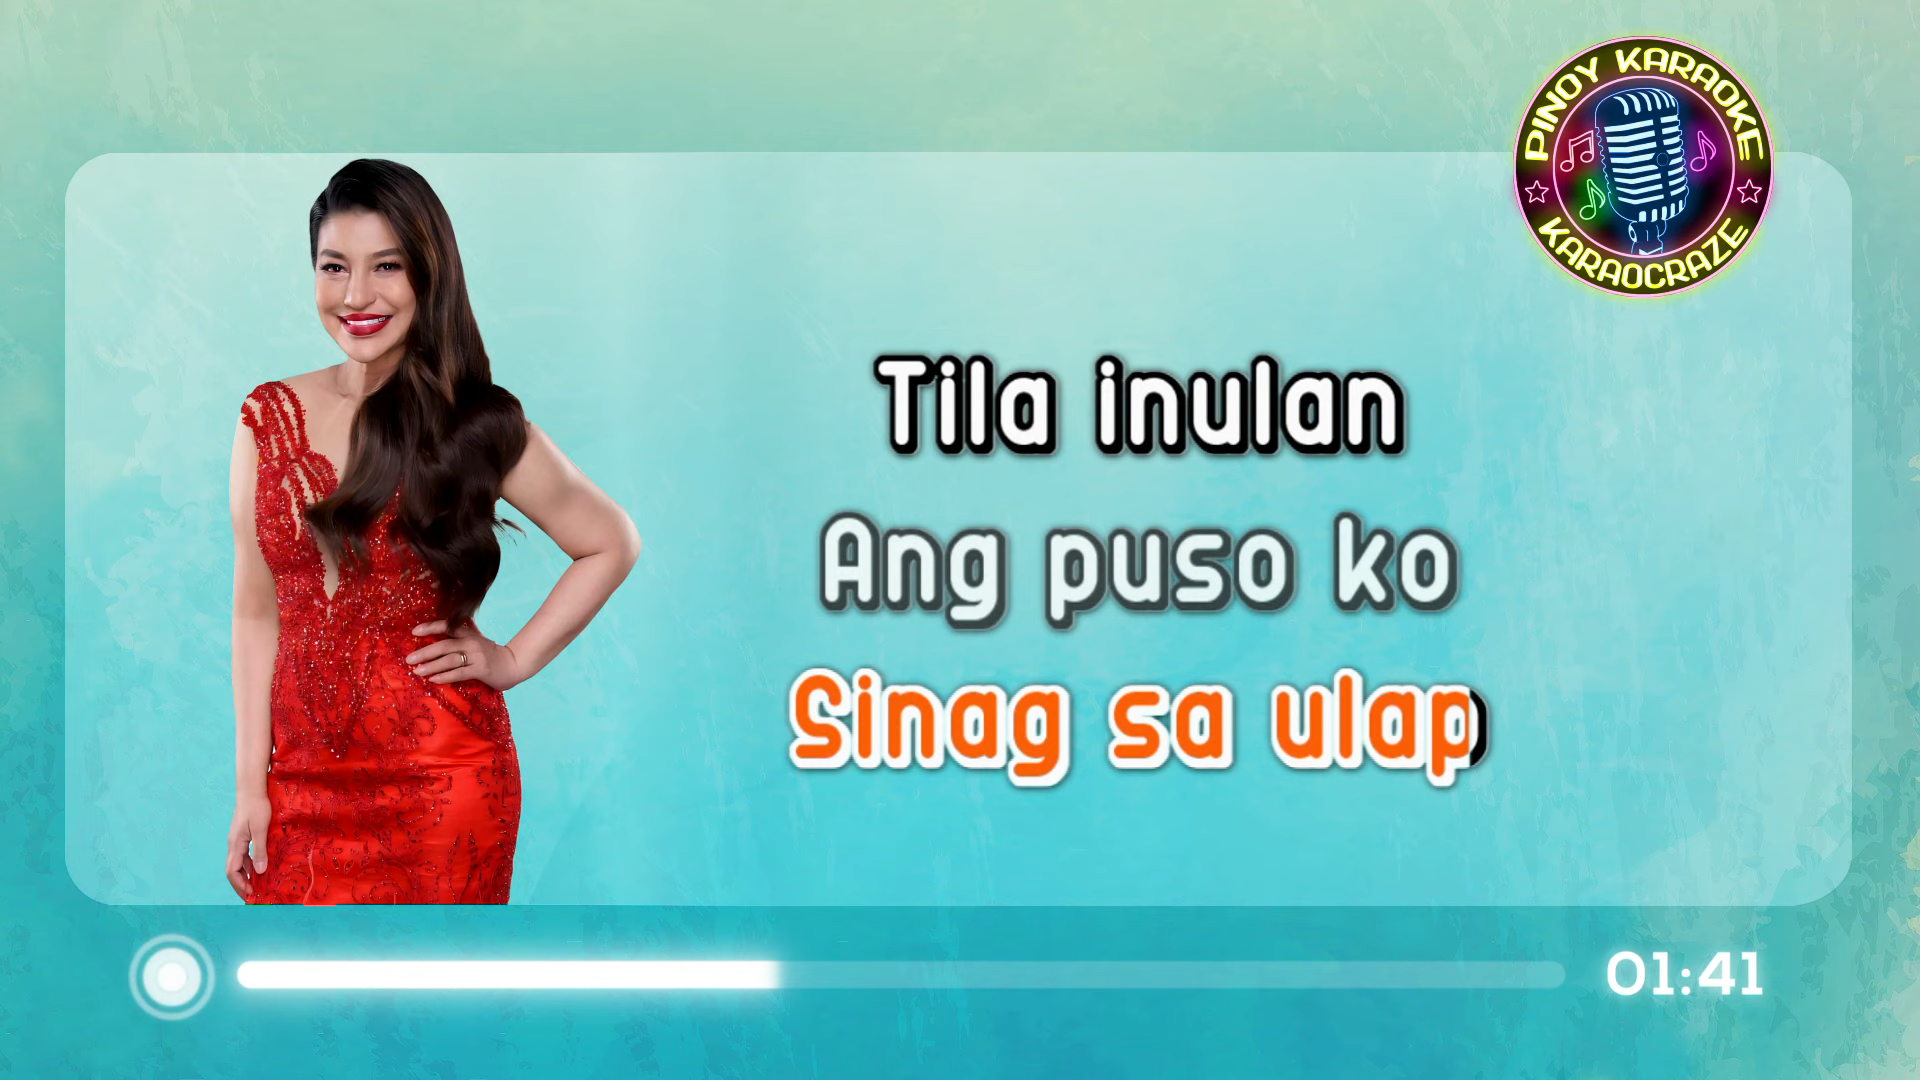 PINOY KARAOKE
KARAOCRAZE
Tila inulan
Ang puso ko
Sinag sa ulap
01:41